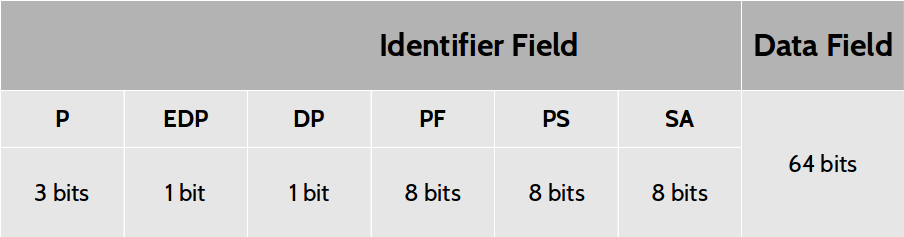 Identifier Field Data Field
P EDP DP PF PS SA
3 bits 1 bit 1 bit 8 bits 8 bits 8 bits
64 bits